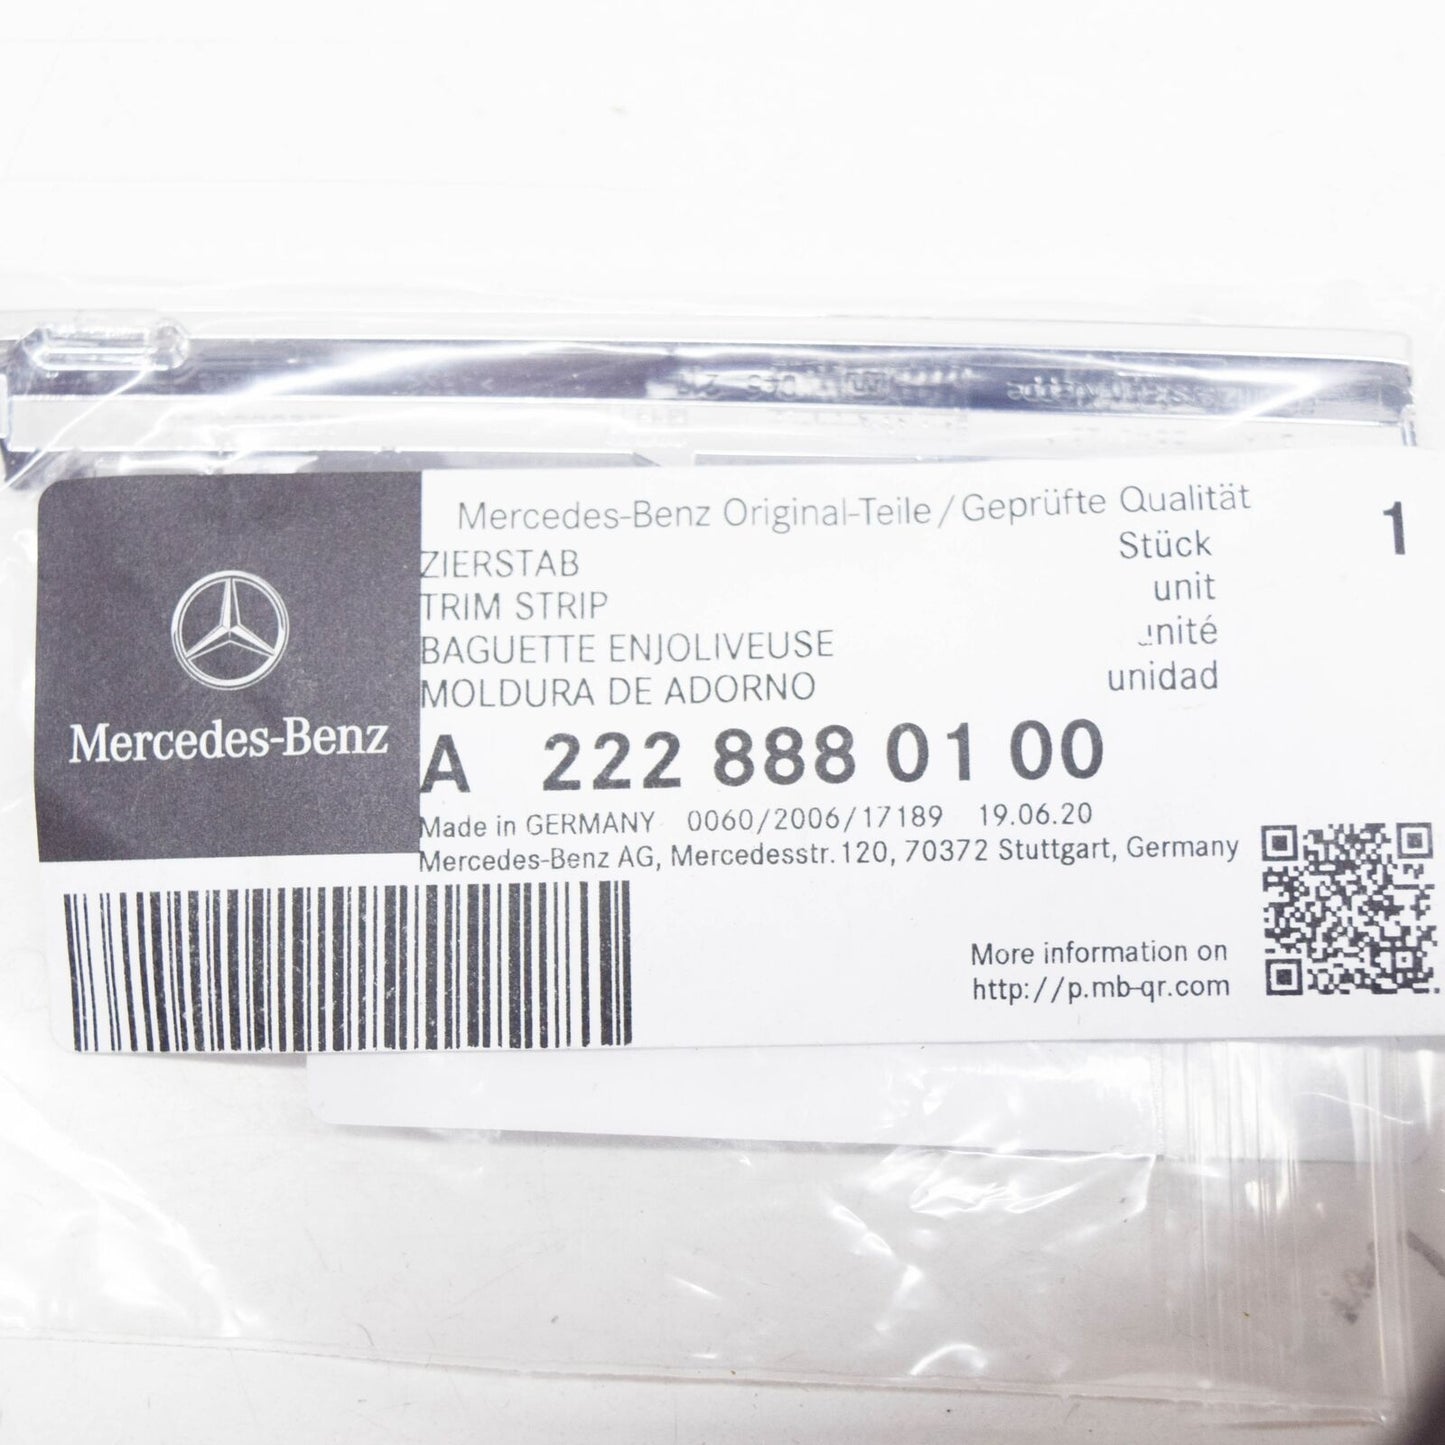 Mercedes-Benz
Mercedes-Benz Original-Teile/Geprüfte Qualität
ZIERSTAB
TRIM STRIP
BAGUETTE ENJOLIVEUSE
MOLDURA DE ADORNO
Stück 1
unit
unité
unidad
A 222 888 01 00
Made in GERMANY 0060/2006/17189 19.06.20
Mercedes-Benz AG, Mercedesstr. 120, 70372 Stuttgart, Germany
More information on
http://p.mb-qr.com